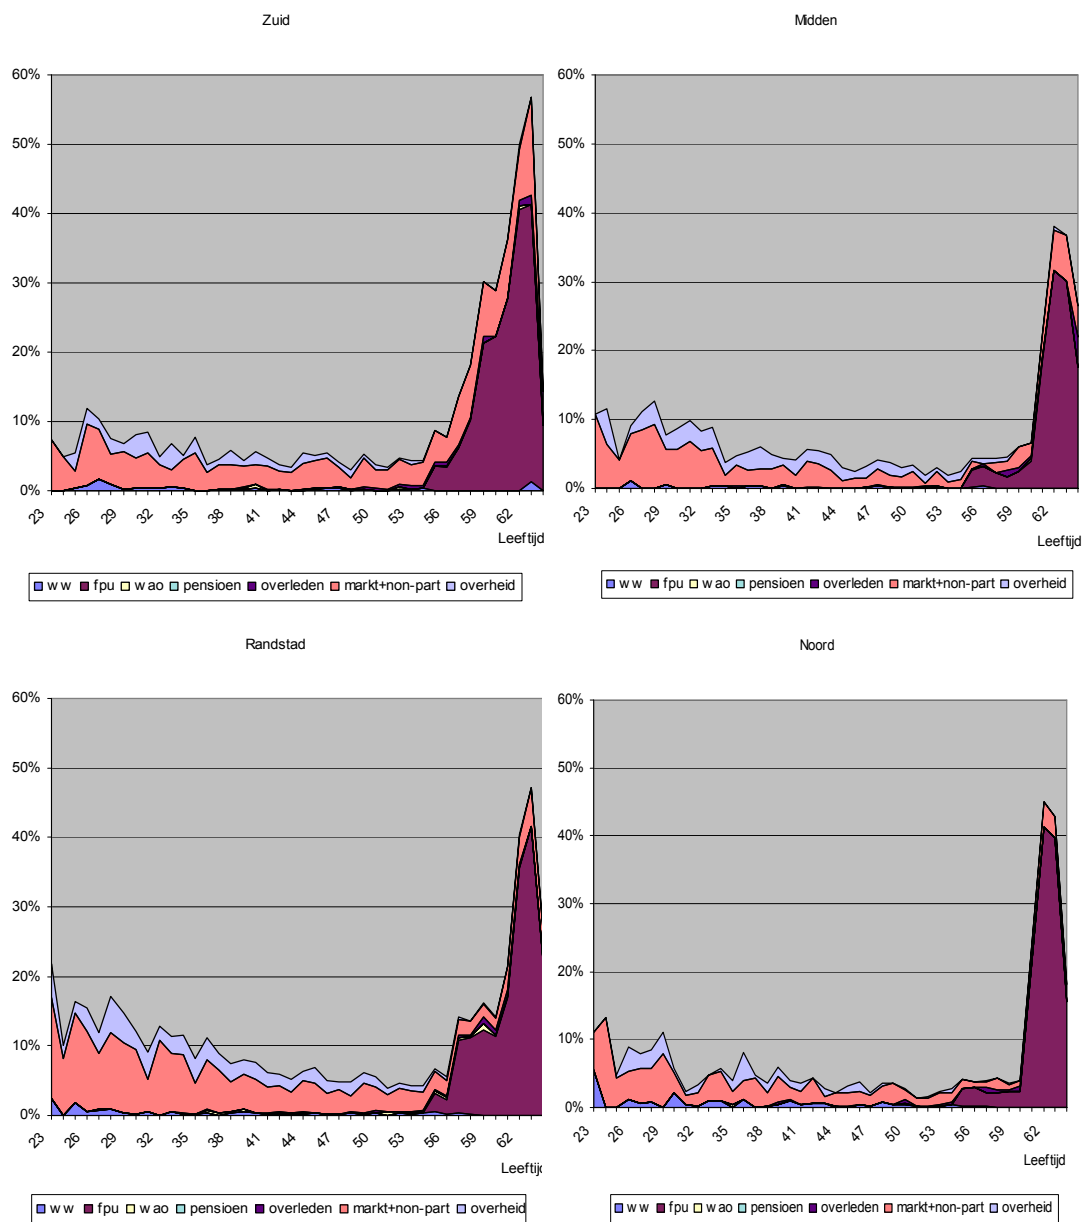 Zuid
60%
50%
40%
30%
20%
10%
0%
23 26 29 32 35 38 41 44 47 50 53 56 59 62
Leeftijd
ww fpu wao pensioen overleden markt+non-part overheid
Midden
60%
50%
40%
30%
20%
10%
0%
23 26 29 32 35 38 41 44 47 50 53 56 59 62
Leeftijd
ww fpu wao pensioen overleden markt+non-part overheid
Randstad
60%
50%
40%
30%
20%
10%
0%
23 26 29 32 35 38 41 44 47 50 53 56 59 62
Leeftijd
ww fpu wao pensioen overleden markt+non-part overheid
Noord
60%
50%
40%
30%
20%
10%
0%
23 26 29 32 35 38 41 44 47 50 53 56 59 62
Leeftijd
ww fpu wao pensioen overleden markt+non-part overheid